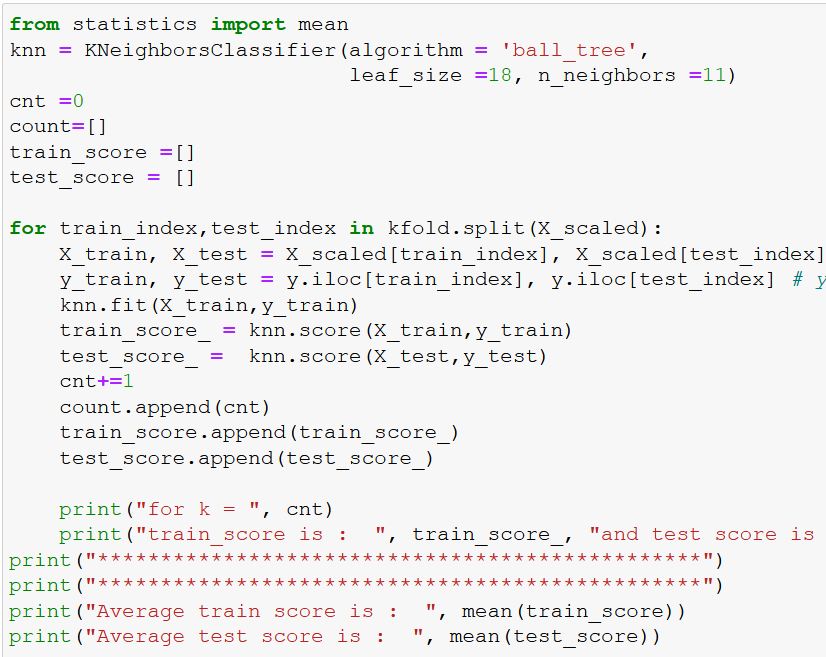 from statistics import mean
knn = KNeighborsClassifier(algorithm = 'ball_tree',
leaf_size =18, n_neighbors =11)
cnt =0
count=[]
train_score =[]
test_score = []
for train_index,test_index in kfold.split(X_scaled):
X_train, X_test = X_scaled[train_index], X_scaled[test_index]
y_train, y_test = y.iloc[train_index], y.iloc[test_index] # y
knn.fit(X_train,y_train)
train_score_ = knn.score(X_train,y_train)
test_score_ =  knn.score(X_test,y_test)
cnt+=1
count.append(cnt)
train_score.append(train_score_)
test_score.append(test_score_)
print("for k = ", cnt)
print("train_score is :  ", train_score_, "and test score is
print("************************************************")
print("************************************************")
print("Average train score is :  ", mean(train_score))
print("Average test score is :  ", mean(test_score))